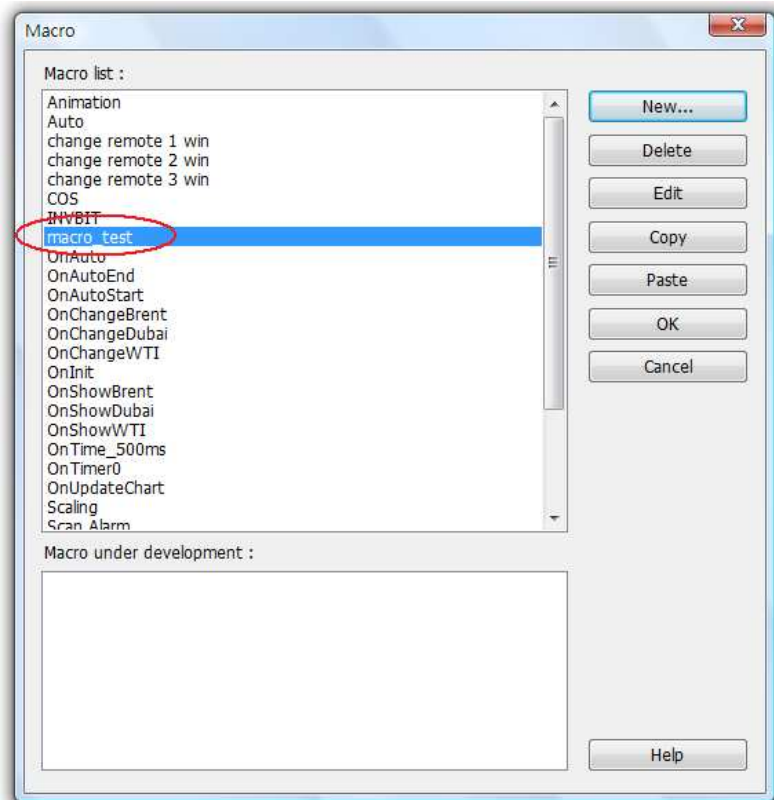 Macro
Macro list :
Animation
Auto
change remote 1 win
change remote 2 win
change remote 3 win
COS
INVBIT
macro_test
OnAuto
OnAutoEnd
OnAutoStart
OnChangeBrent
OnChangeDubai
OnChangeWTI
OnInit
OnShowBrent
OnShowDubai
OnShowWTI
OnTime_500ms
OnTimer0
OnUpdateChart
Scaling
Scan Alarm
New...
Delete
Edit
Copy
Paste
OK
Cancel
Macro under development :
Help